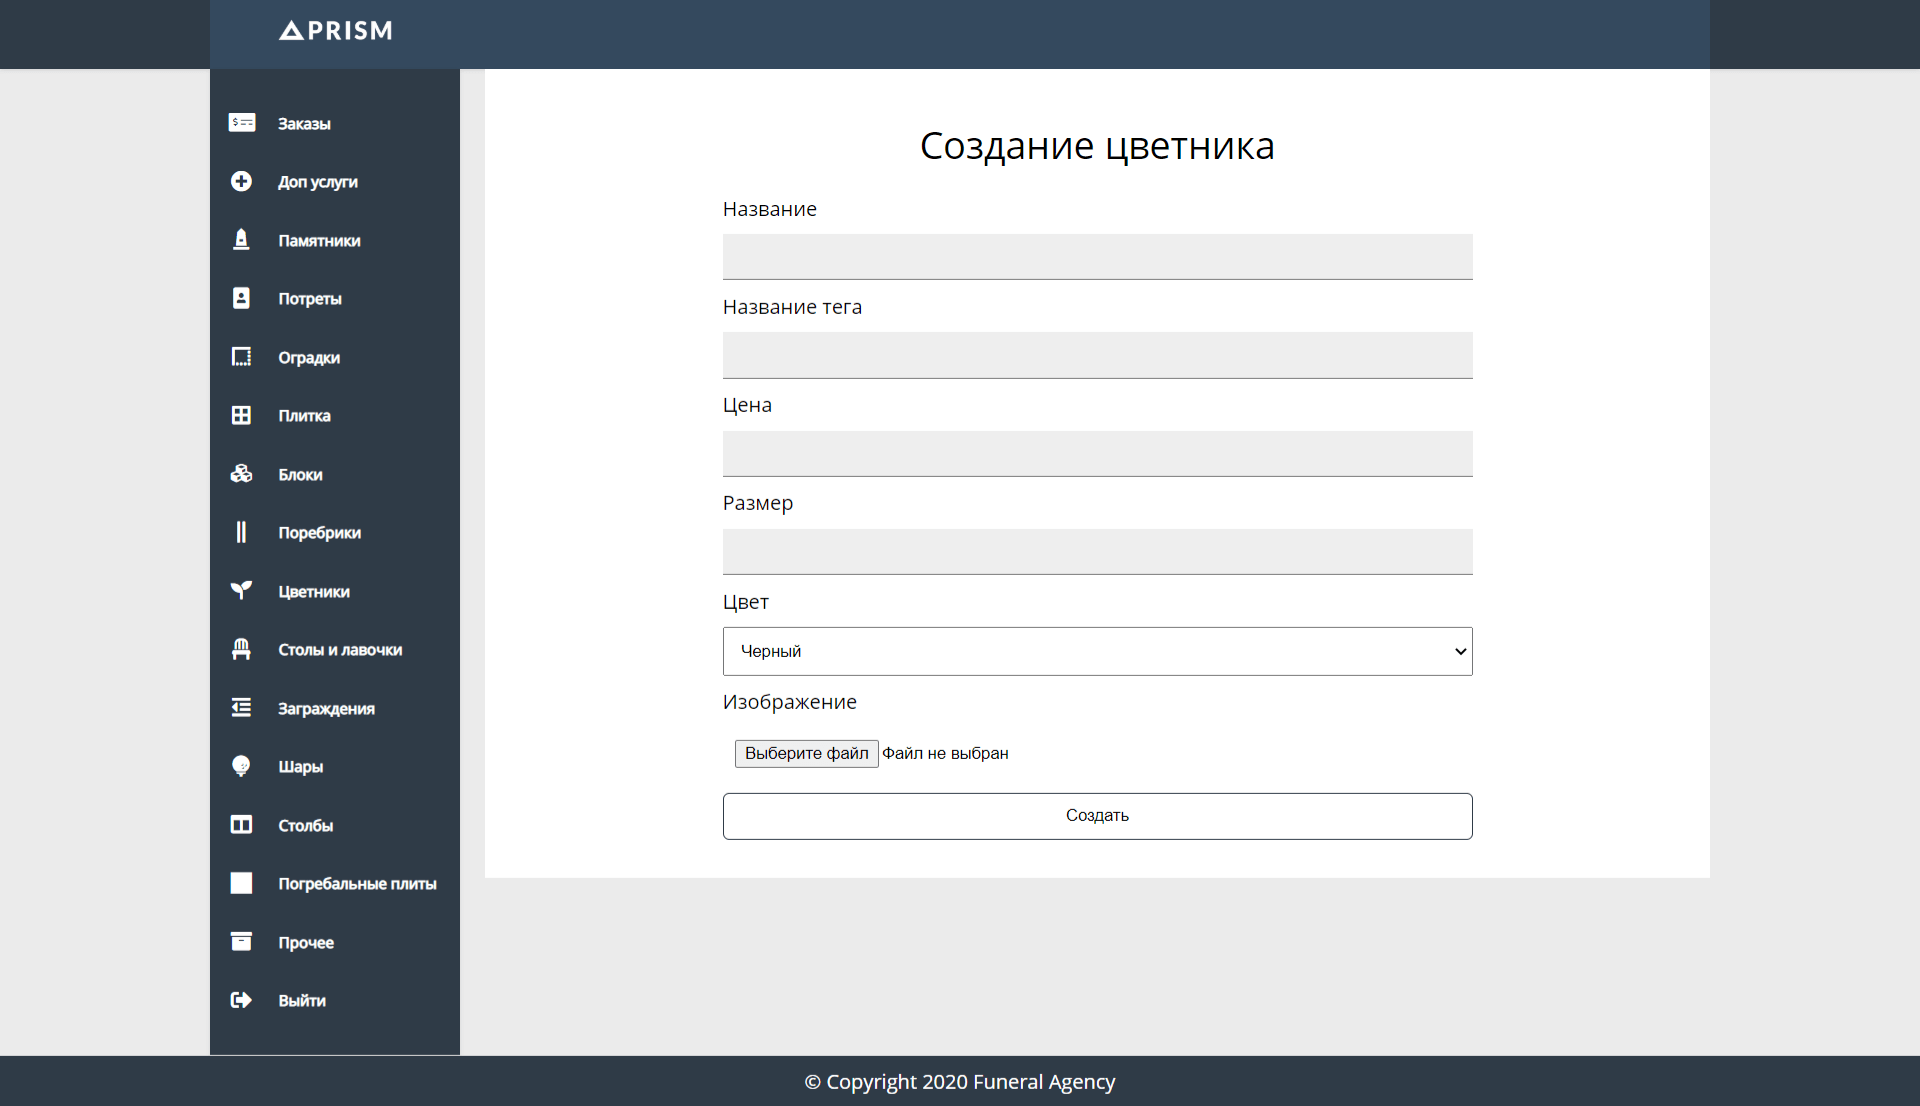 PRISM
Заказы
Доп услуги
Памятники
Потреты
Оградки
Плитка
Блоки
Поребрики
Цветники
Столы и лавочки
Заграждения
Шары
Столбы
Погребальные плиты
Прочее
Выйти
Создание цветника
Название
Название тега
Цена
Размер
Цвет
Черный
Изображение
Выберите файл Файл не выбран
Создать
© Copyright 2020 Funeral Agency